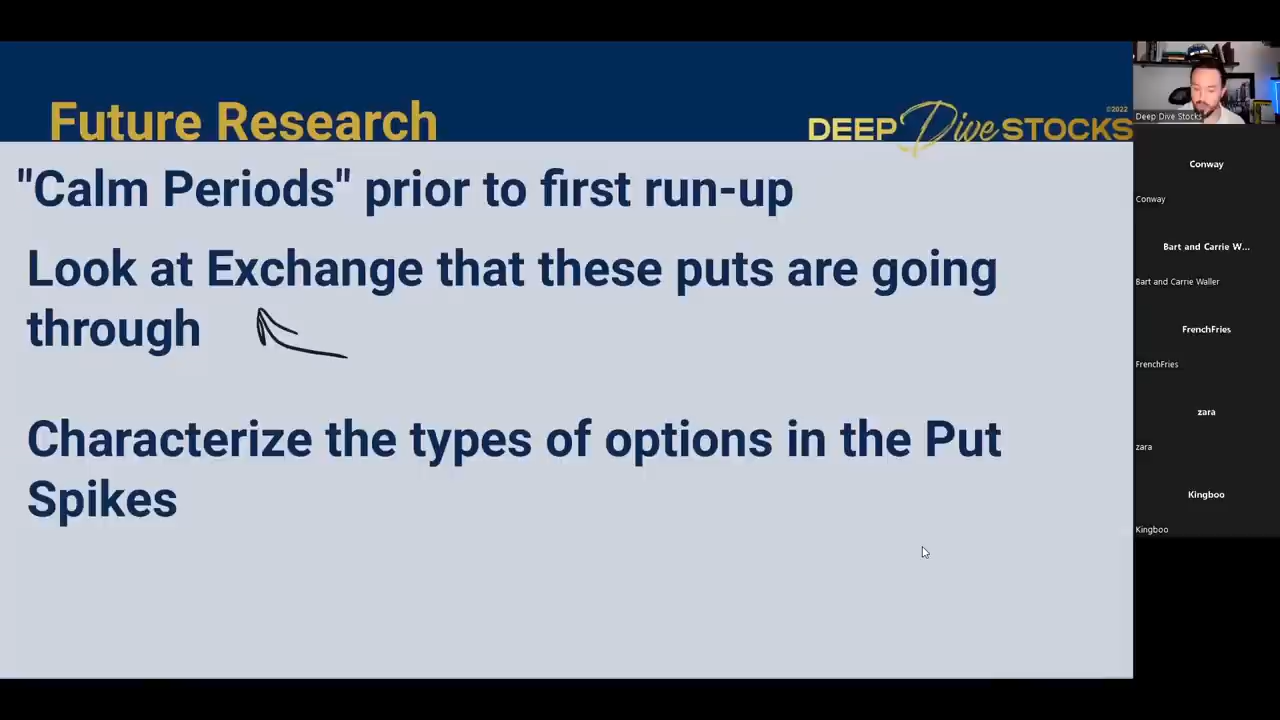 Future Research
DEEP Dive STOCKS
©2022
"Calm Periods" prior to first run-up
Look at Exchange that these puts are going
through
Characterize the types of options in the Put
Spikes
Deep Dive Stocks
Conway
Conway
Bart and Carrie W...
Bart and Carrie Waller
FrenchFries
FrenchFries
zara
zara
Kingboo
Kingboo